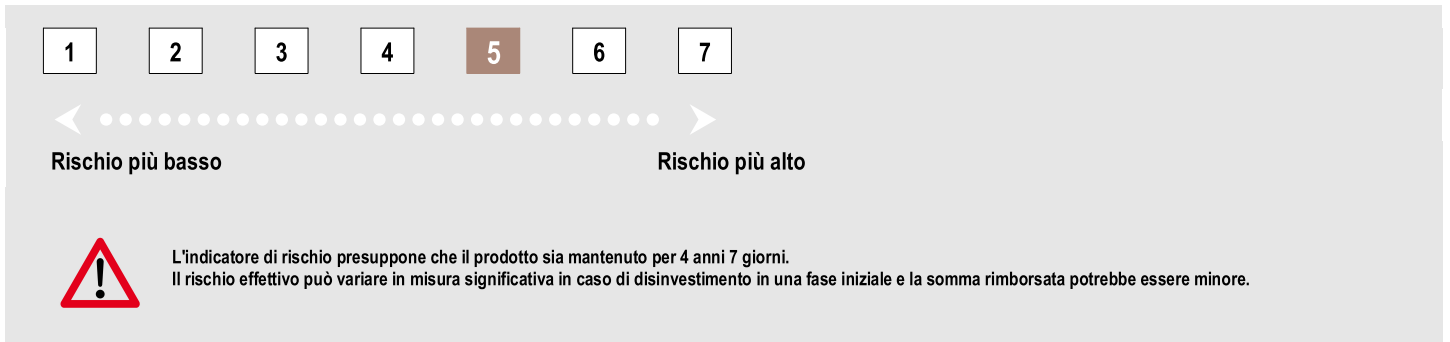 1 2 3 4 5 6 7
Rischio più basso Rischio più alto
L'indicatore di rischio presuppone che il prodotto sia mantenuto per 4 anni 7 giorni.
Il rischio effettivo può variare in misura significativa in caso di disinvestimento in una fase iniziale e la somma rimborsata potrebbe essere minore.